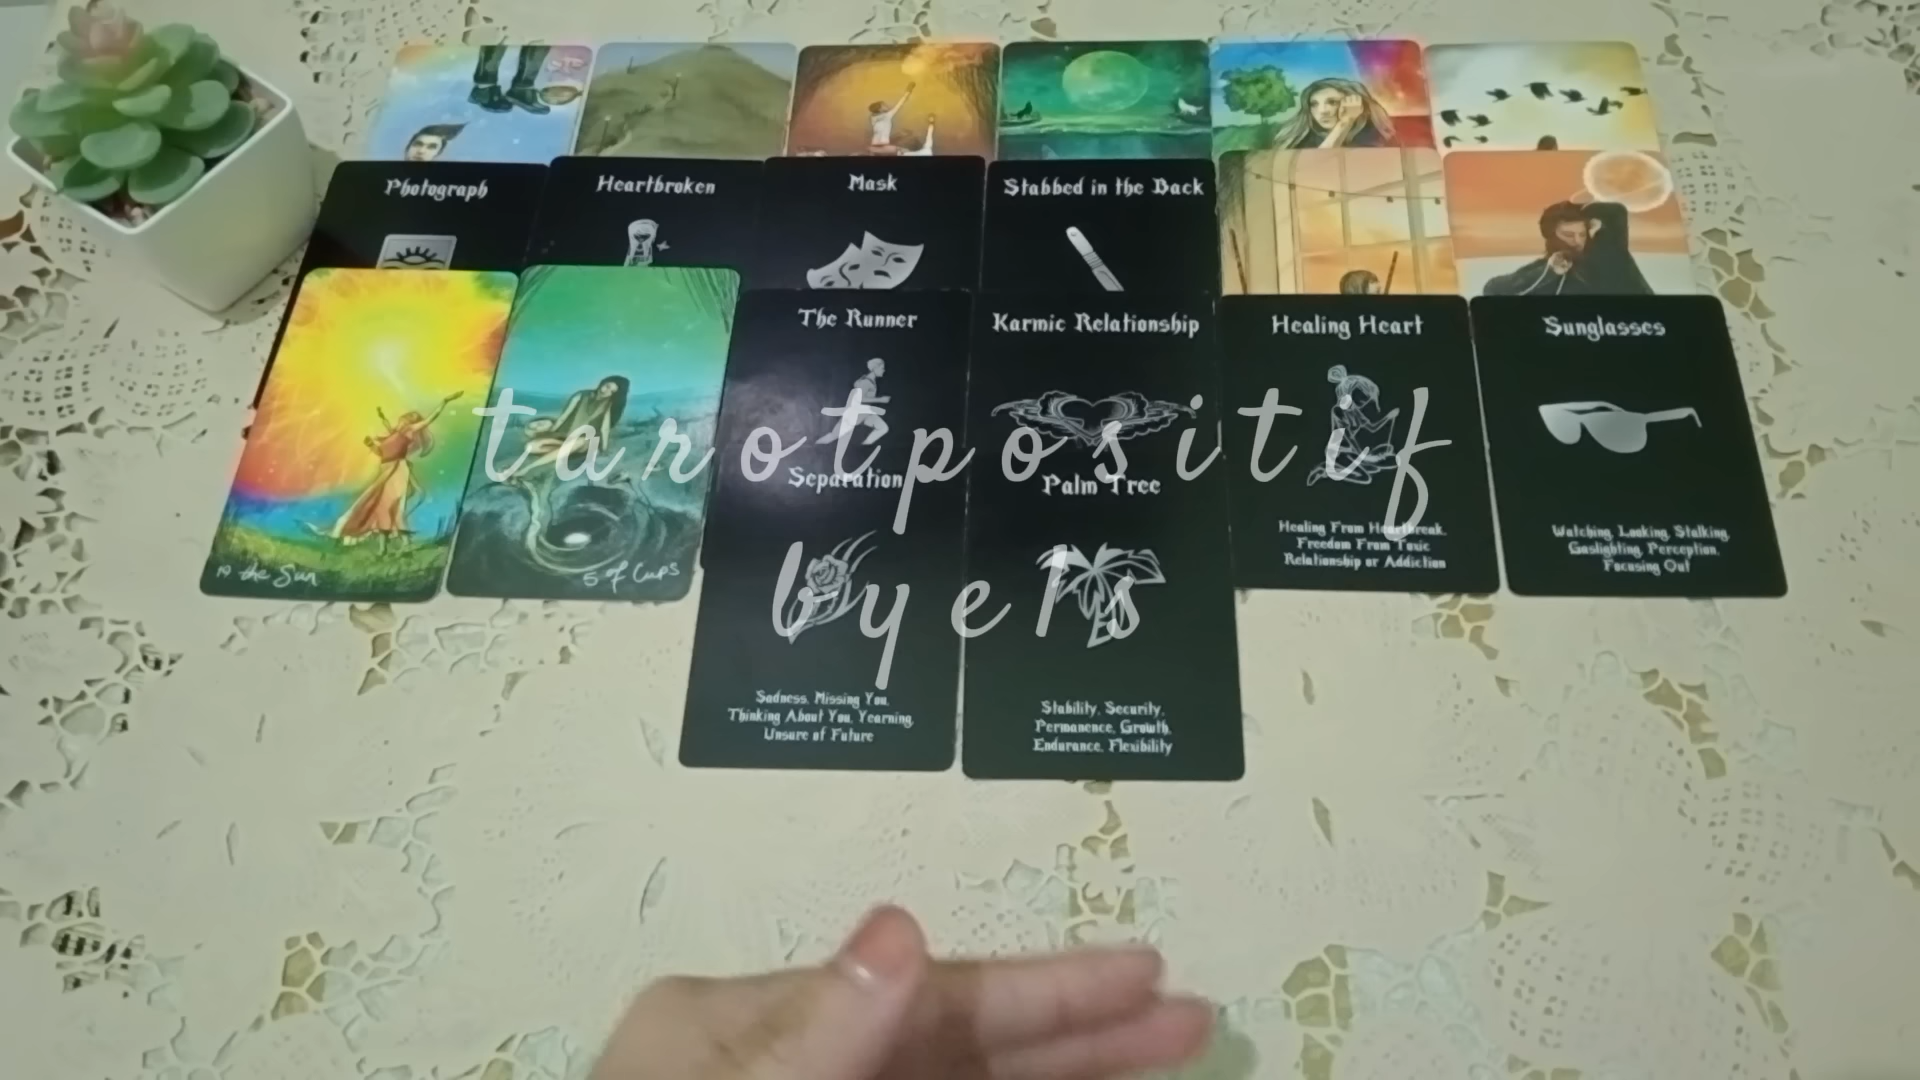 Photograph
Heartbroken
Mask
Stabbed in the Back
The Runner
Karmic Relationship
Healing Heart
Sunglasses
tarotpositif
byels
Separation
Palm Tree
Healing From Heartbreak,
Freedom From Toxic
Relationship or Addiction
Watching, Looking, Stalking,
Gaslighting, Perception,
Focusing Out
19 the Sun
5 of Cups
Sadness, Missing You,
Thinking About You, Yearning,
Unsure of Future
Stability, Security,
Permanence, Growth,
Endurance, Flexibility